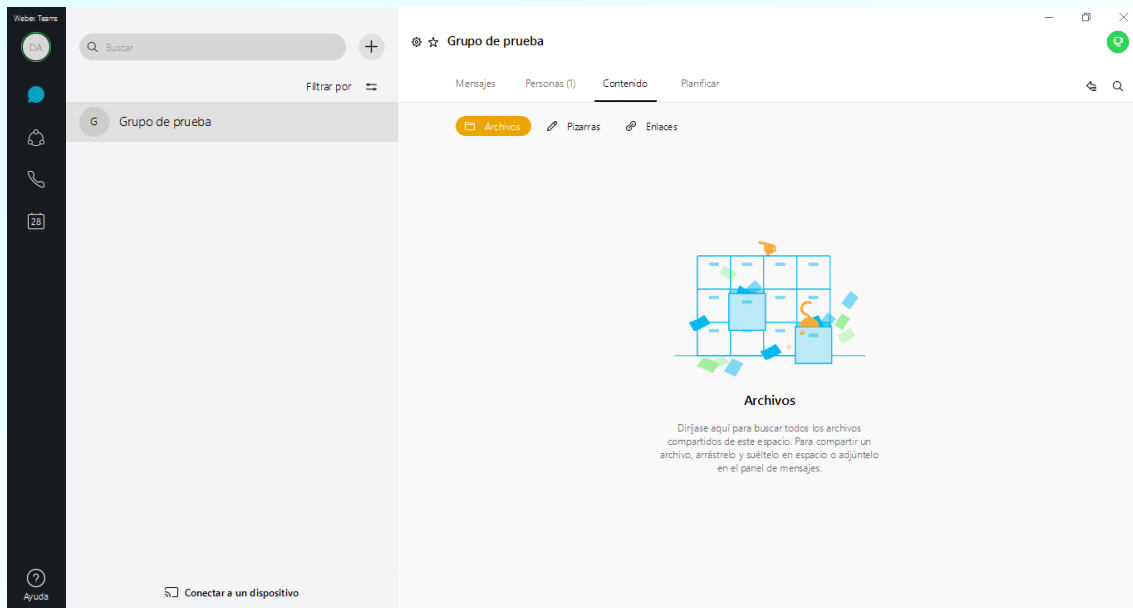 Webex Teams
DA
Buscar
Filtrar por
G Grupo de prueba
28
Ayuda
Conectar a un dispositivo
Grupo de prueba
Mensajes Personas (1) Contenido Planificar
Archivos Pizarras Enlaces
Archivos
Diríjase aquí para buscar todos los archivos
compartidos de este espacio. Para compartir un
archivo, arrástrelo y suéltelo en espacio o adjúntelo
en el panel de mensajes.